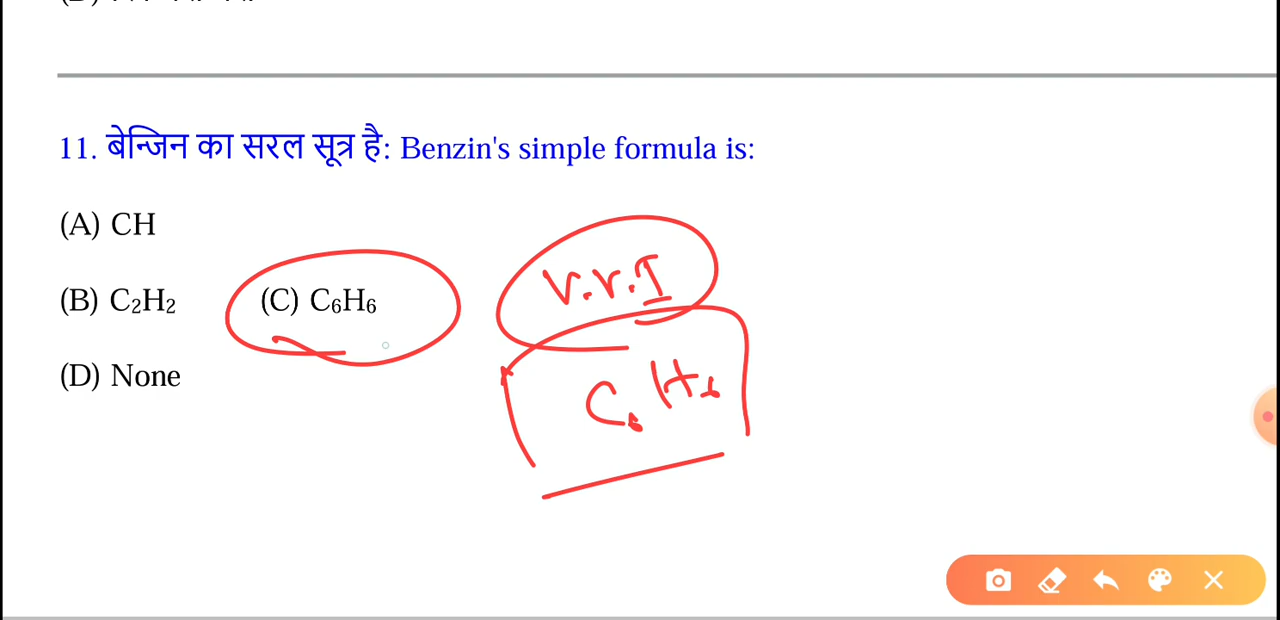 11. बेन्जिन का सरल सूत्र है: Benzin's simple formula is:
(A) CH
(B) C₂H₂ (C) C₆H₆
(D) None
V.V.I
C₆H₆